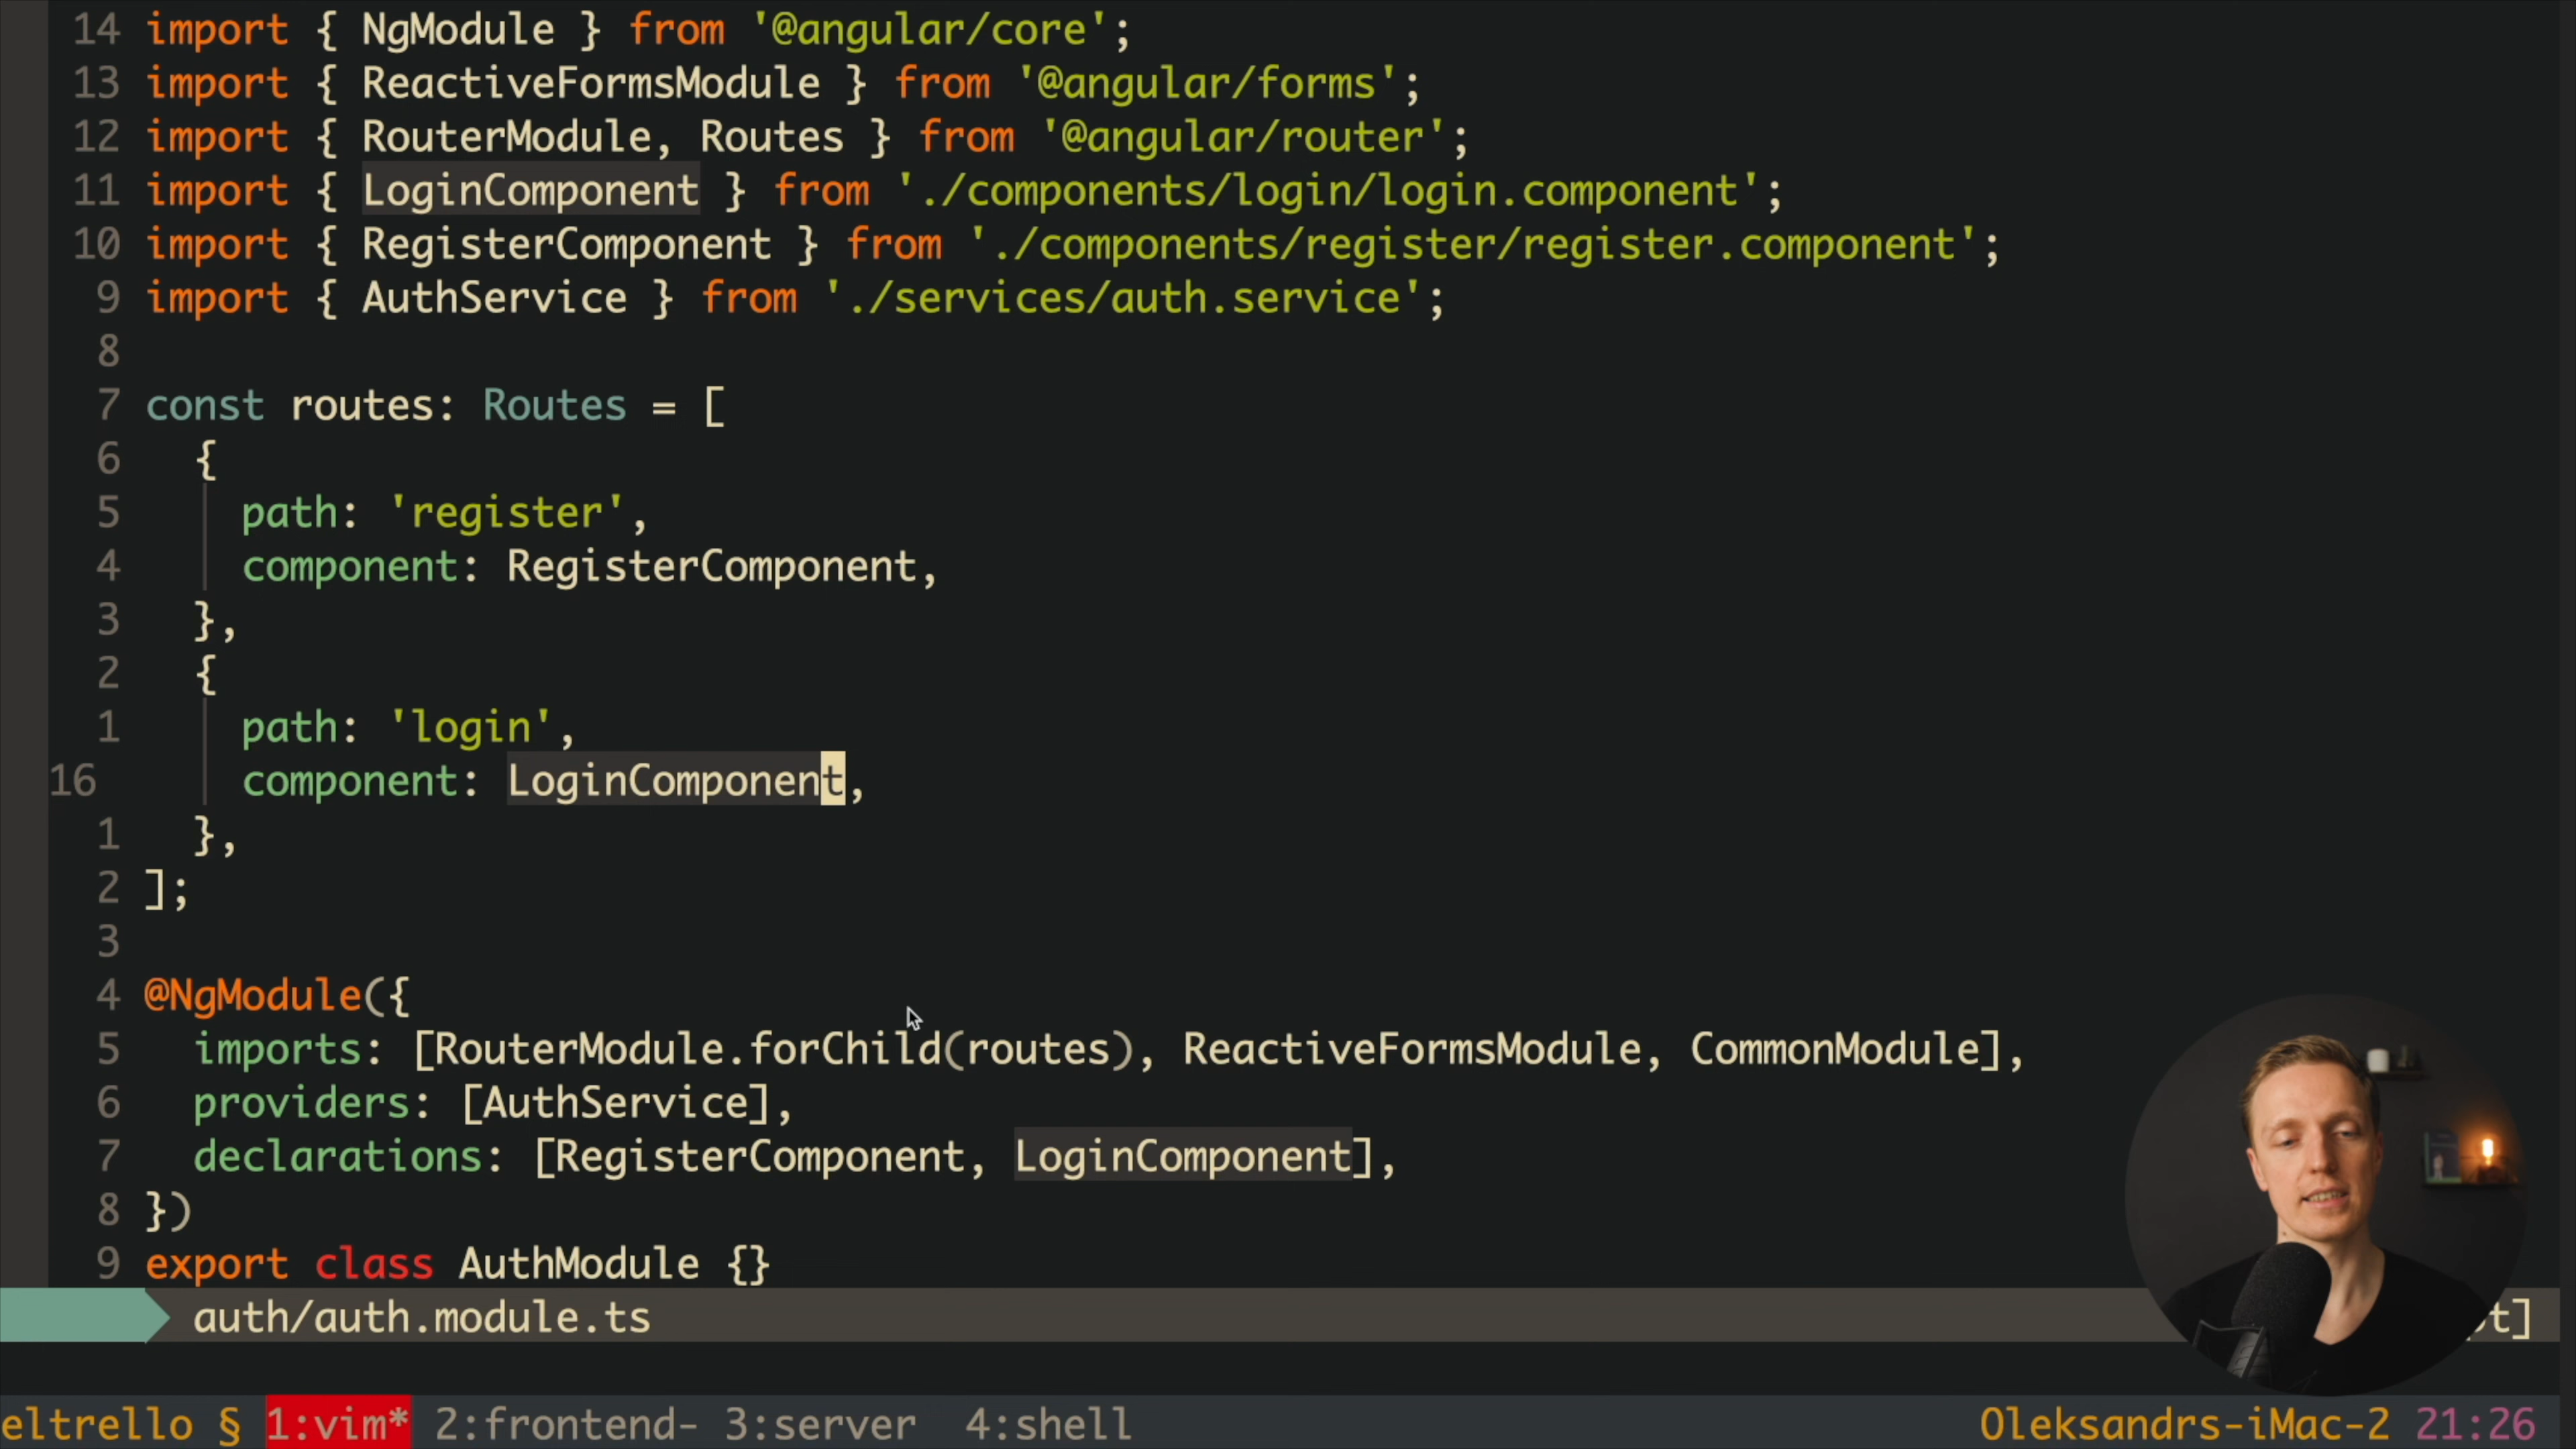 14 import { NgModule } from '@angular/core';
13 import { ReactiveFormsModule } from '@angular/forms';
12 import { RouterModule, Routes } from '@angular/router';
11 import { LoginComponent } from './components/login/login.component';
10 import { RegisterComponent } from './components/register/register.component';
9 import { AuthService } from './services/auth.service';
8
7 const routes: Routes = [
6   {
5     path: 'register',
4     component: RegisterComponent,
3   },
2   {
1     path: 'login',
16     component: LoginComponent,
1   },
2 ];
3
4 @NgModule({
5   imports: [RouterModule.forChild(routes), ReactiveFormsModule, CommonModule],
6   providers: [AuthService],
7   declarations: [RegisterComponent, LoginComponent],
8 })
9 export class AuthModule {}
auth/auth.module.ts
eltrello § 1:vim* 2:frontend- 3:server 4:shell Oleksandrs-iMac-2 21:26